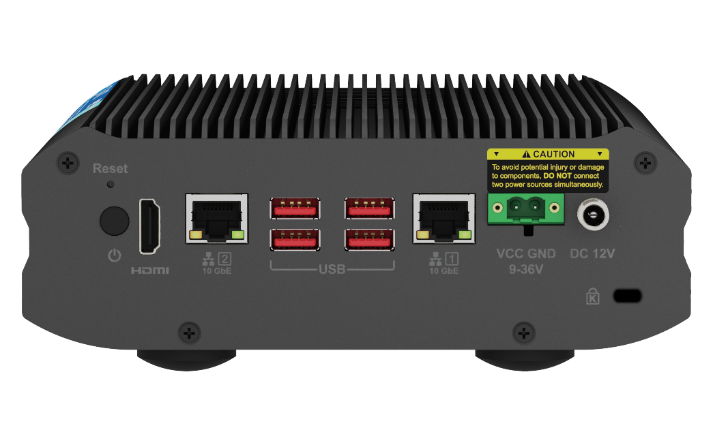 Reset
CAUTION
To avoid potential injury or damage
to components, DO NOT connect
two power sources simultaneously.
HDMI
2
10 GbE
USB
1
10 GbE
VCC GND
9-36V
DC 12V
K